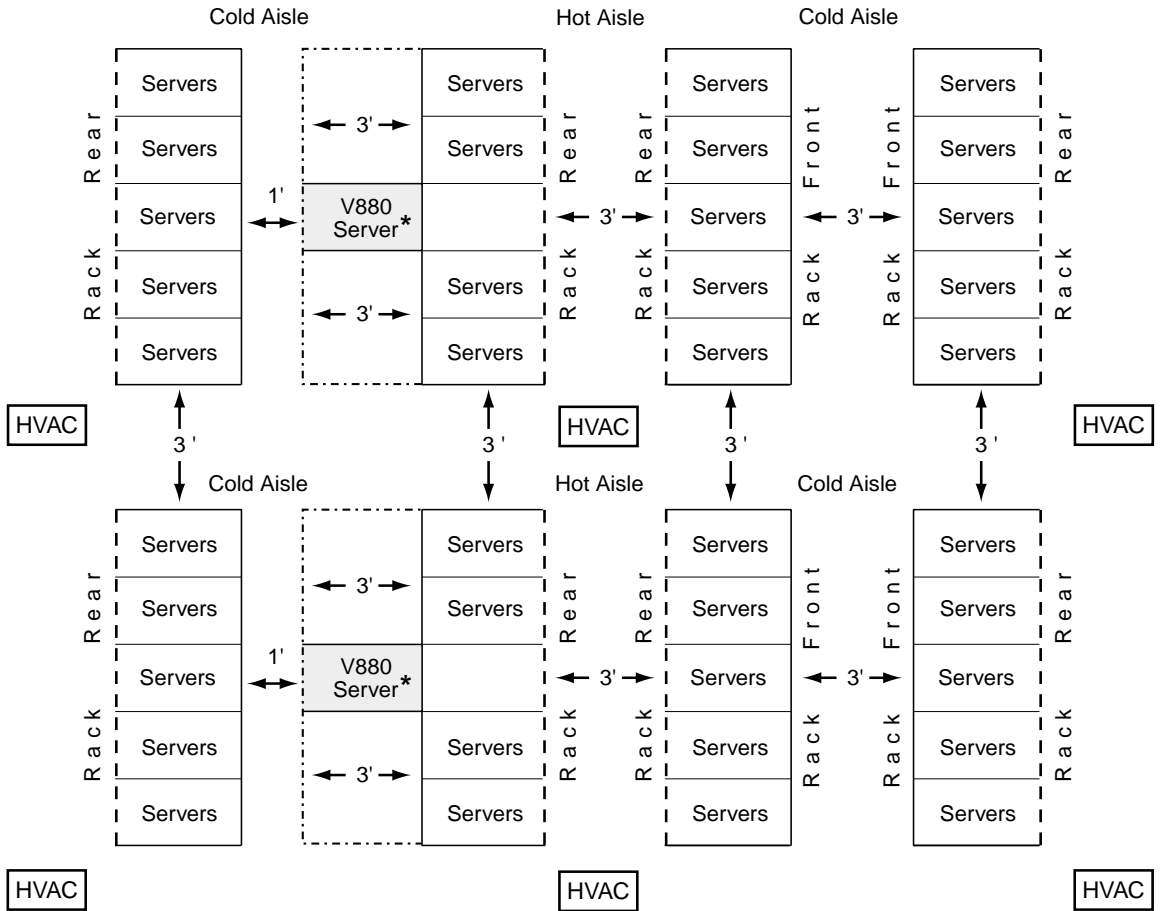 Cold Aisle Hot Aisle Cold Aisle
Servers Servers Servers Servers
3'
Servers Servers Servers Servers
Rack Rear
Rack Rear
Rack Rear
Rack Front
Rack Front
Rack Rear
1'
Servers V880 Server* 3' Servers 3' Servers
Servers Servers Servers Servers
3'
Servers Servers Servers Servers
HVAC HVAC HVAC
3' 3' 3' 3'
Cold Aisle Hot Aisle Cold Aisle
Servers Servers Servers Servers
3'
Servers Servers Servers Servers
Rack Rear
Rack Rear
Rack Rear
Rack Front
Rack Front
Rack Rear
1'
Servers V880 Server* 3' Servers 3' Servers
Servers Servers Servers Servers
3'
Servers Servers Servers Servers
HVAC HVAC HVAC